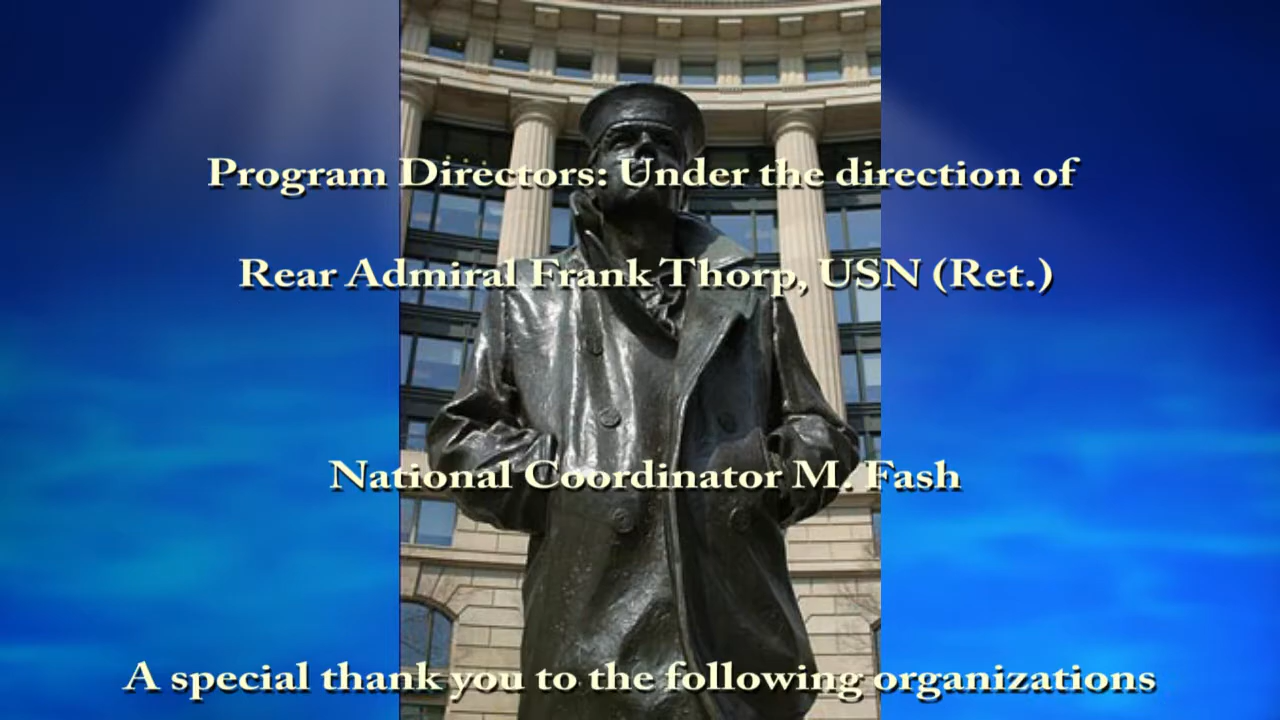 Program Directors: Under the direction of
Rear Admiral Frank Thorp, USN (Ret.)
National Coordinator M. Fash
A special thank you to the following organizations